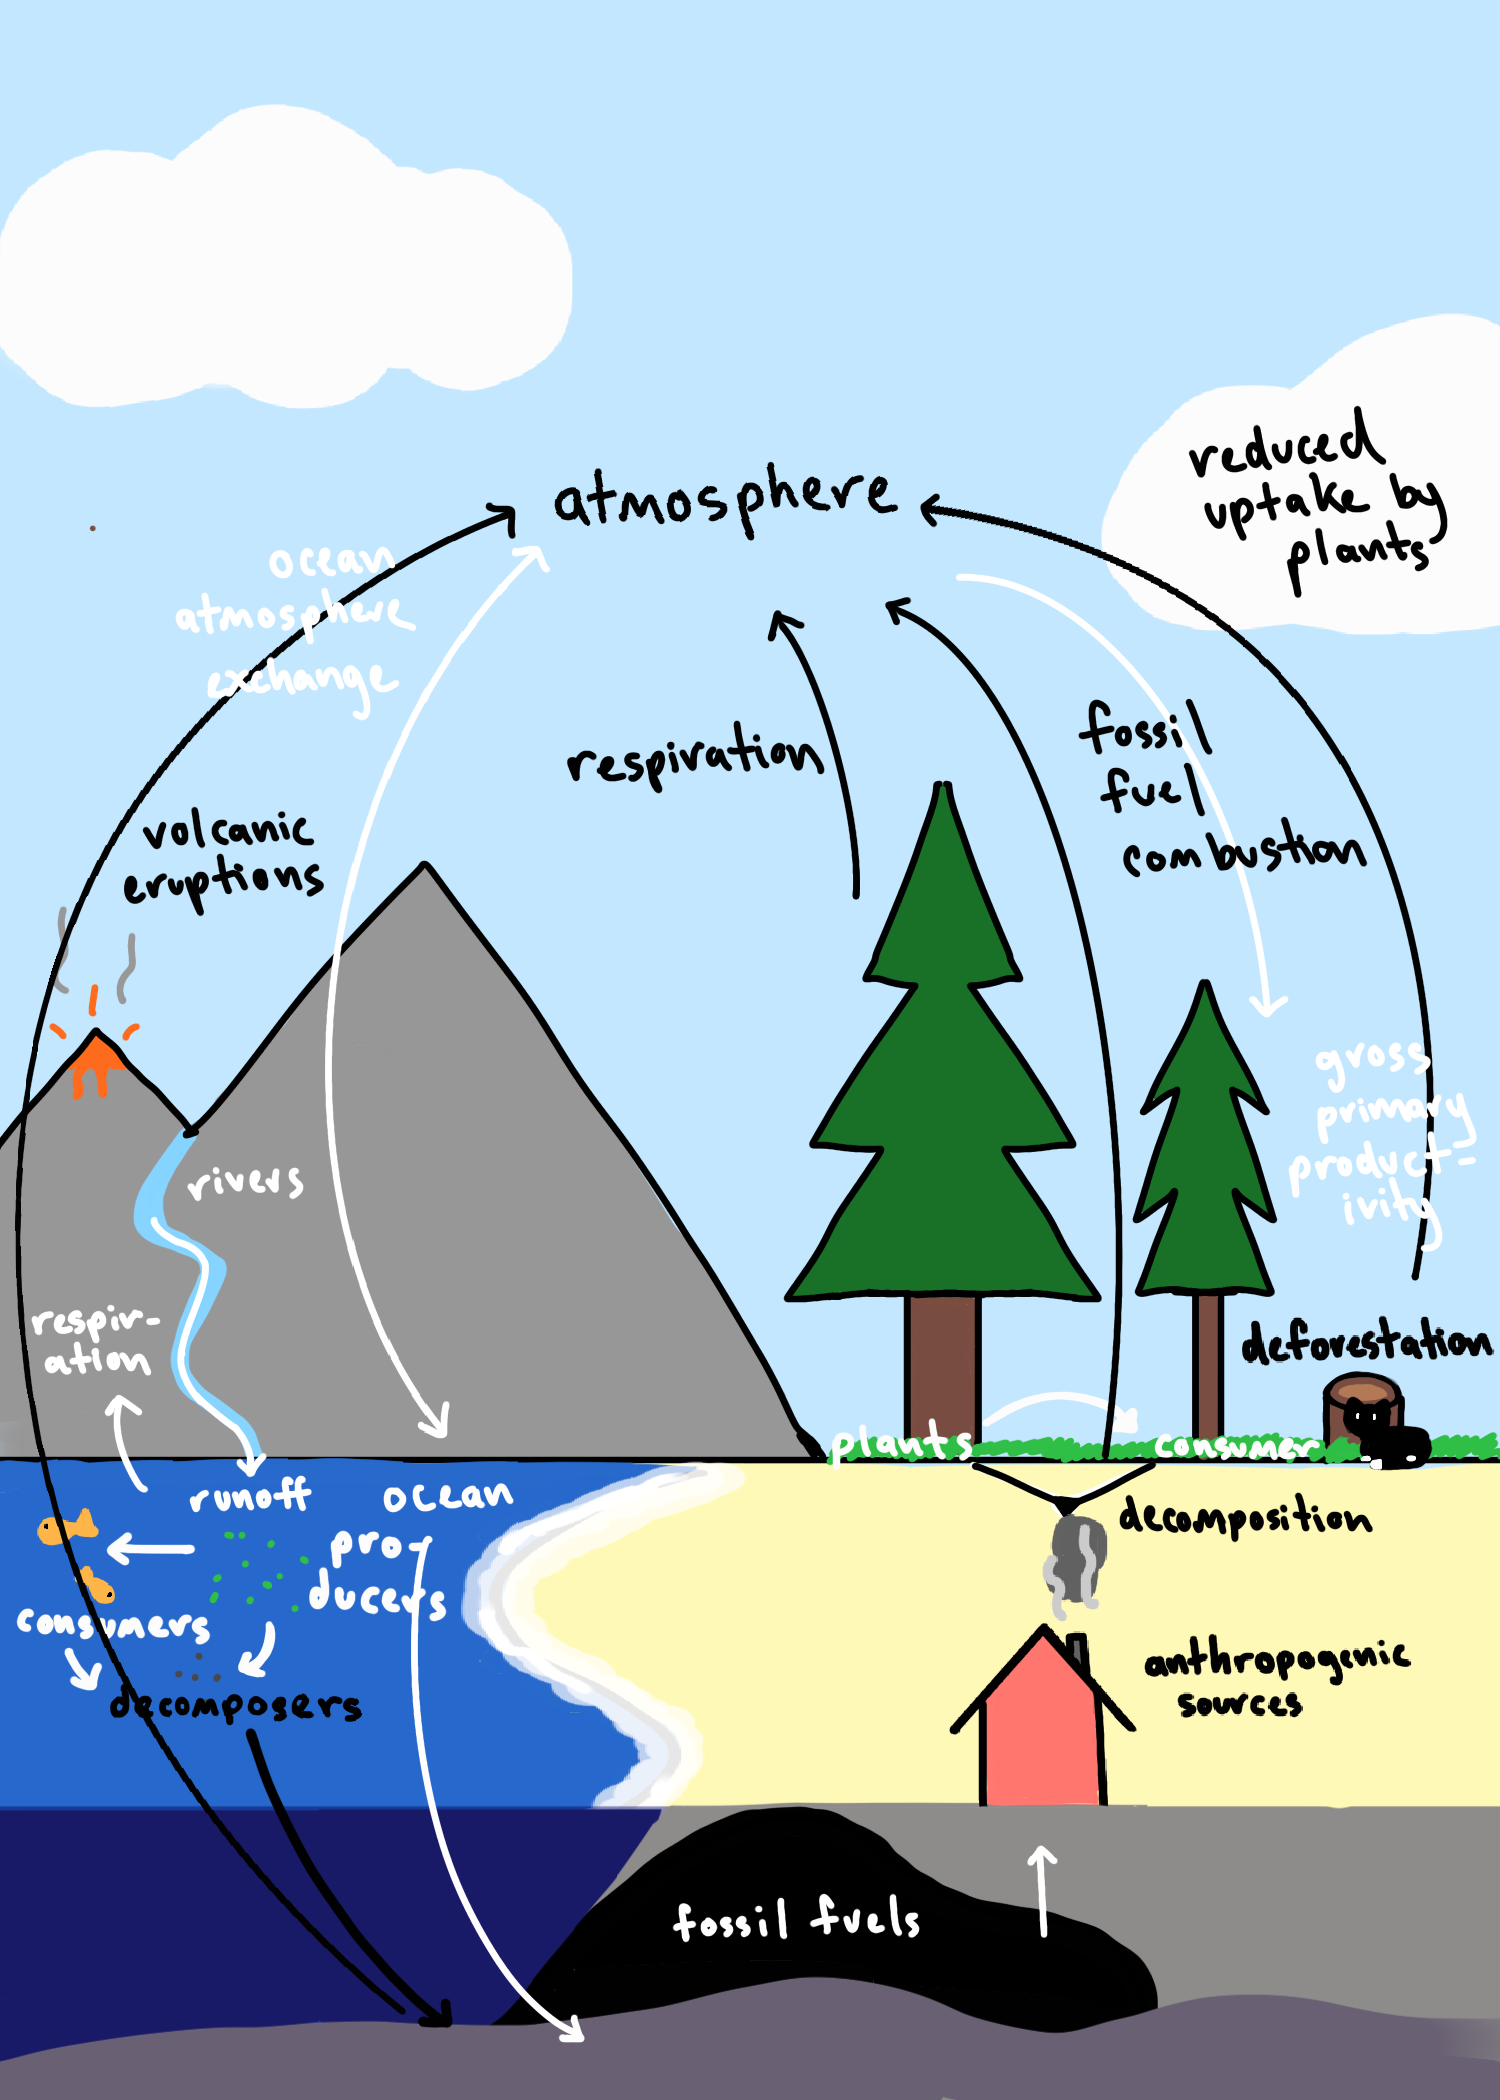 reduced
uptake by
plants
atmosphere
ocean
atmosphere
exchange
respiration
fossil
fuel
combustion
volcanic
eruptions
gross
primary
product-
ivity
rivers
respir-
ation
deforestation
plants
consumer
runoff
ocean
pro-
ducers
decomposition
consumers
decomposers
anthropogenic
sources
fossil fuels